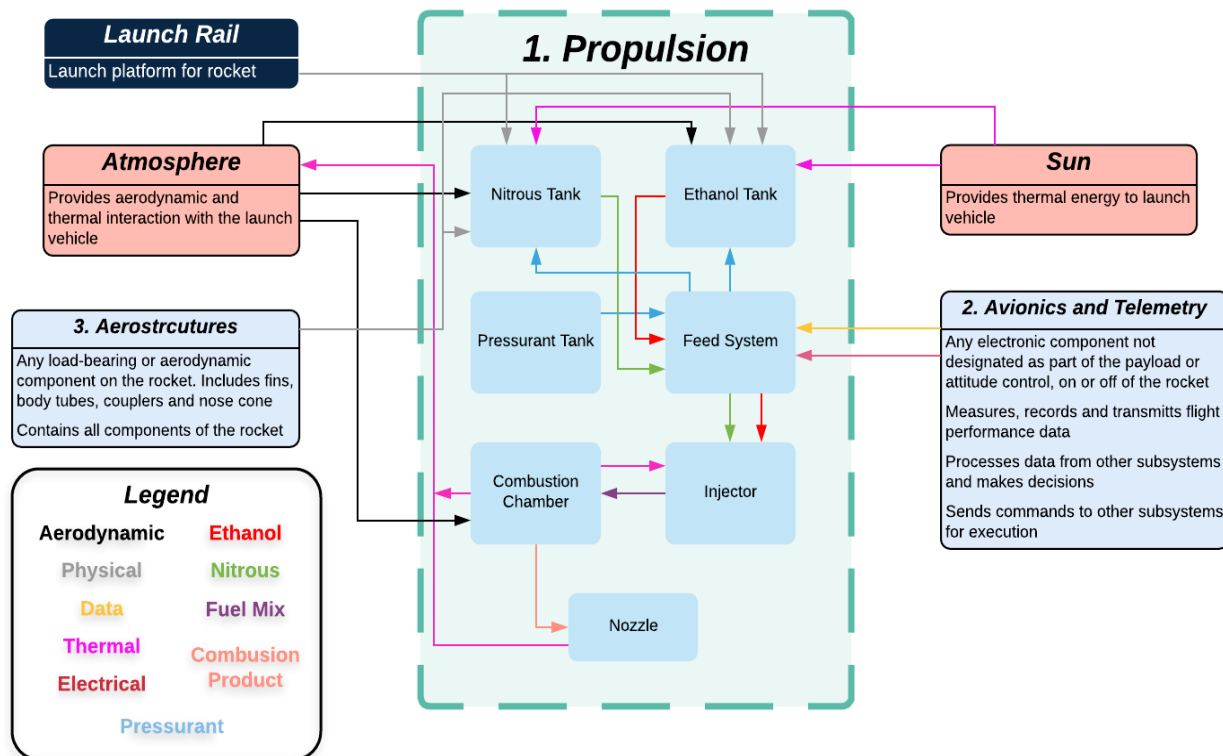 Launch Rail
Launch platform for rocket
1. Propulsion
Atmosphere
Provides aerodynamic and
thermal interaction with the launch
vehicle
Nitrous Tank
Ethanol Tank
Sun
Provides thermal energy to launch
vehicle
3. Aerostrcutures
Any load-bearing or aerodynamic
component on the rocket. Includes fins,
body tubes, couplers and nose cone
Contains all components of the rocket
Pressurant Tank
Feed System
2. Avionics and Telemetry
Any electronic component not
designated as part of the payload or
attitude control, on or off of the rocket
Measures, records and transmitts flight
performance data
Processes data from other subsystems
and makes decisions
Sends commands to other subsystems
for execution
Combustion
Chamber
Injector
Nozzle
Legend
Aerodynamic
Ethanol
Physical
Nitrous
Data
Fuel Mix
Thermal
Combusion
Product
Electrical
Pressurant